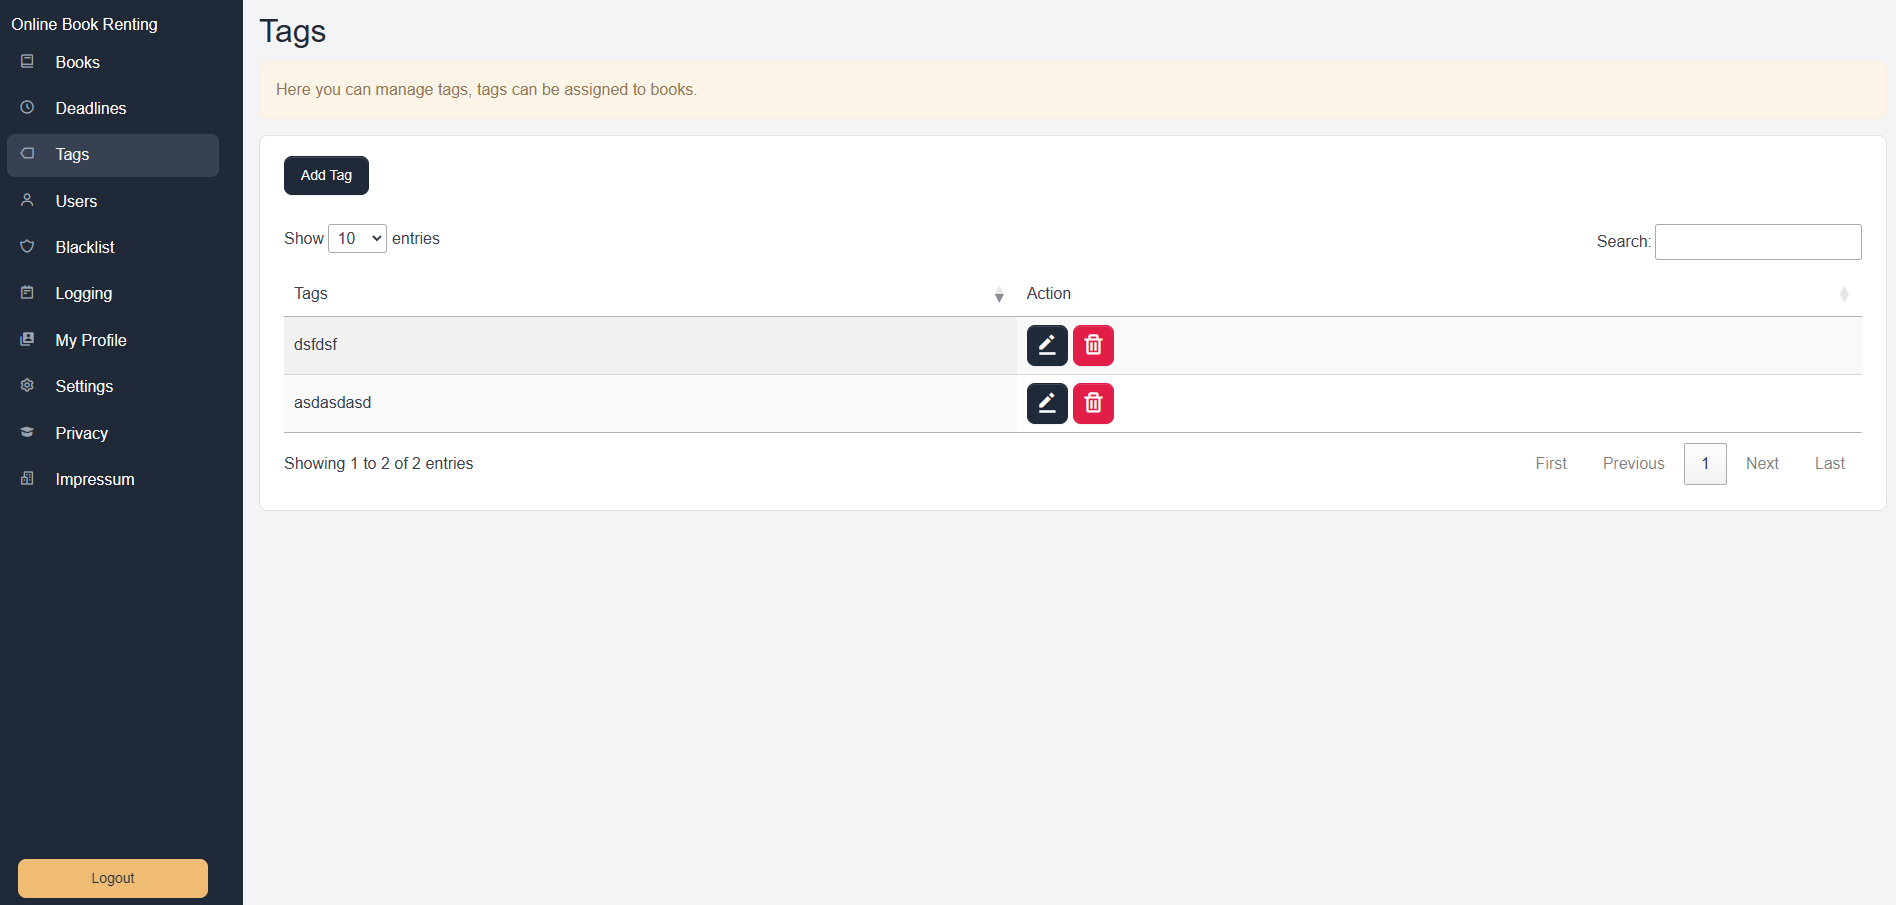 Online Book Renting
Books
Deadlines
Tags
Users
Blacklist
Logging
My Profile
Settings
Privacy
Impressum
Logout
Tags
Here you can manage tags, tags can be assigned to books.
Add Tag
Show 10 entries
Search:
Tags Action
dsfdsf
asdasdasd
Showing 1 to 2 of 2 entries
First Previous 1 Next Last